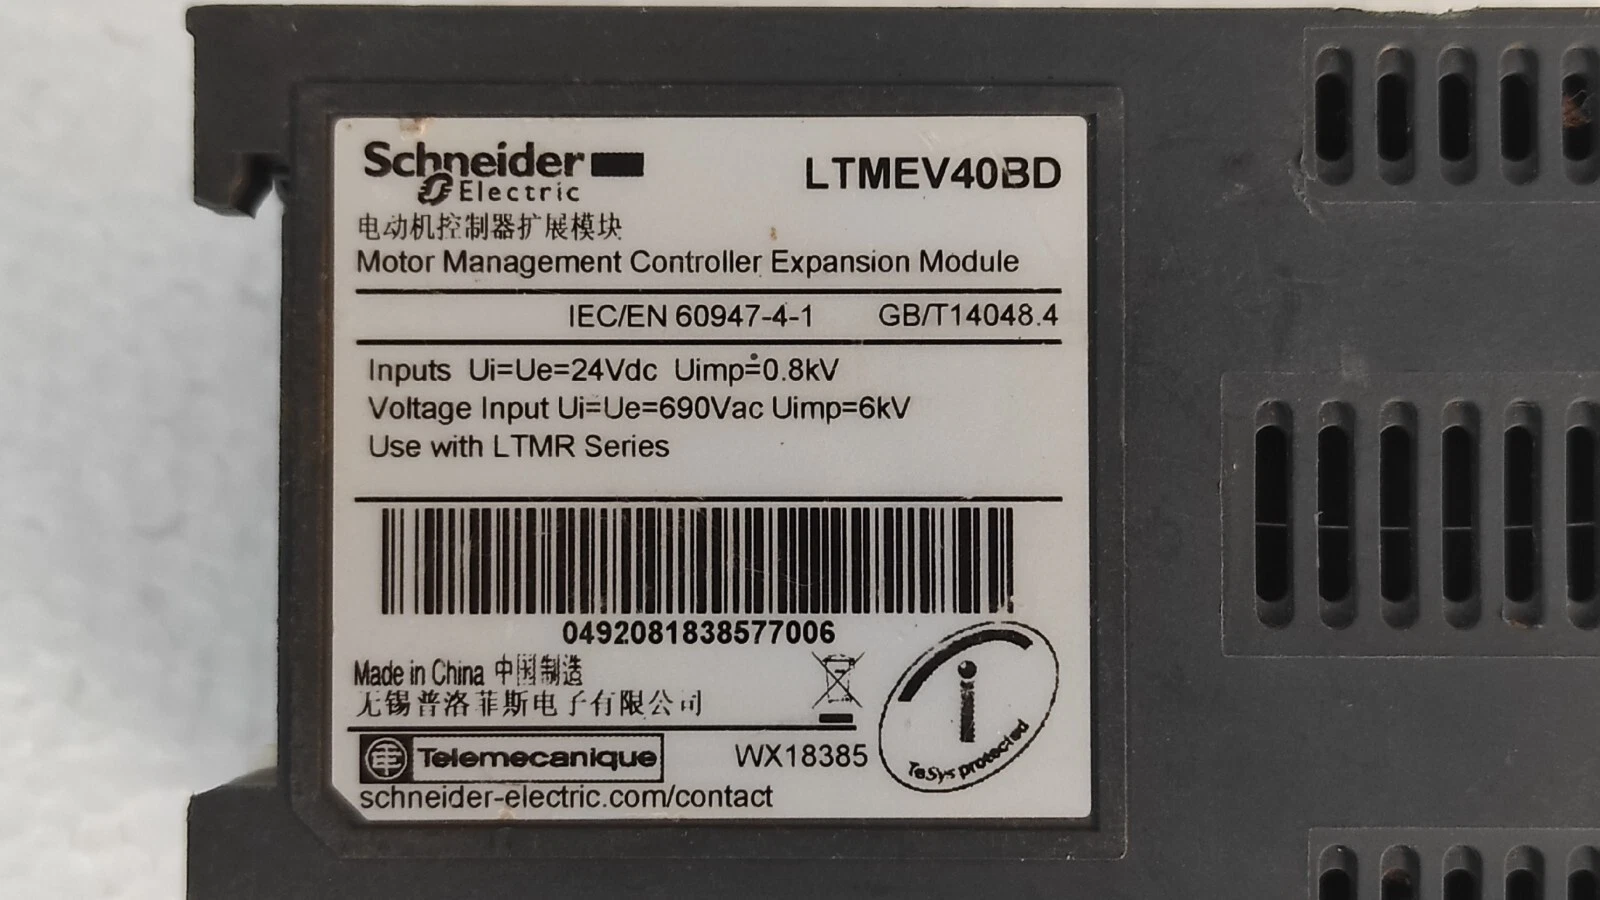 Schneider
Electric
LTMEV40BD
电动机控制器扩展模块
Motor Management Controller Expansion Module
IEC/EN 60947-4-1 GB/T14048.4
Inputs Ui=Ue=24Vdc Uimp=0.8kV
Voltage Input Ui=Ue=690Vac Uimp=6kV
Use with LTMR Series
0492081838577006
Made in China 中国制造
无锡普洛菲斯电子有限公司
Telemecanique
WX18385
i
TeSys protected
schneider-electric.com/contact